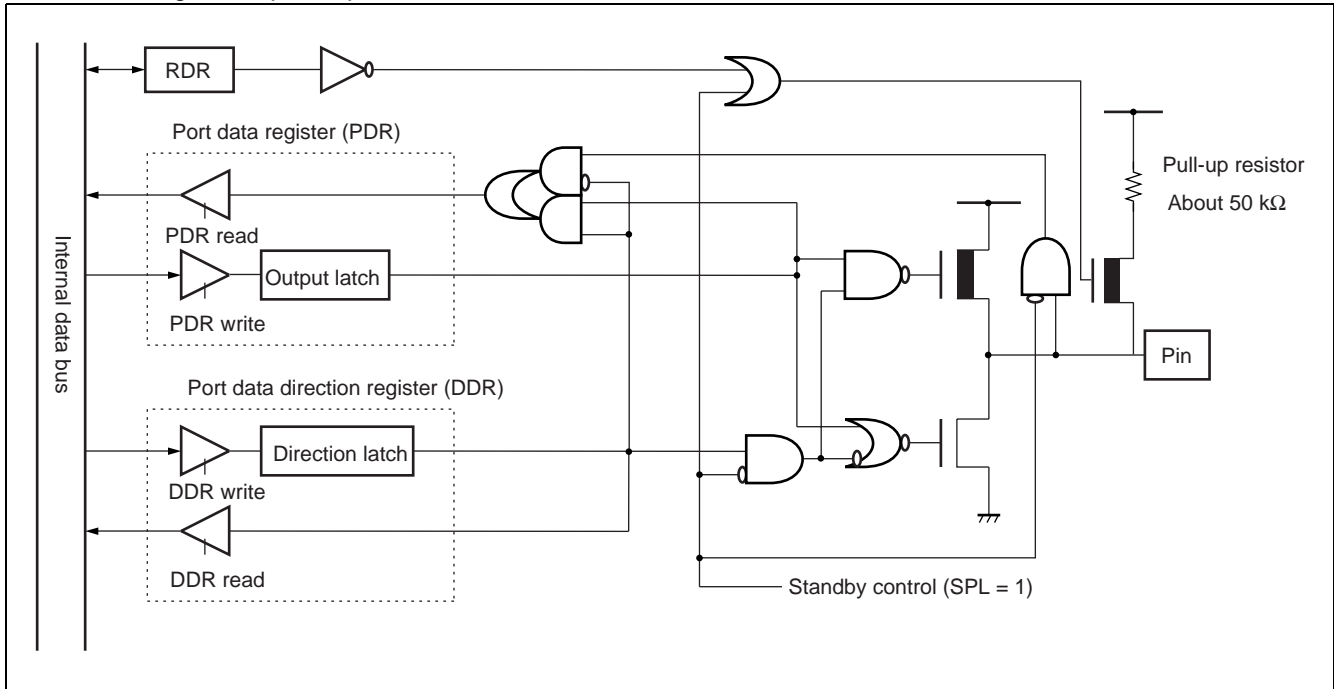 RDR
Port data register (PDR)
PDR read
Output latch
PDR write
Internal data bus
Port data direction register (DDR)
Direction latch
DDR write
DDR read
Pull-up resistor
About 50 kΩ
Pin
Standby control (SPL = 1)